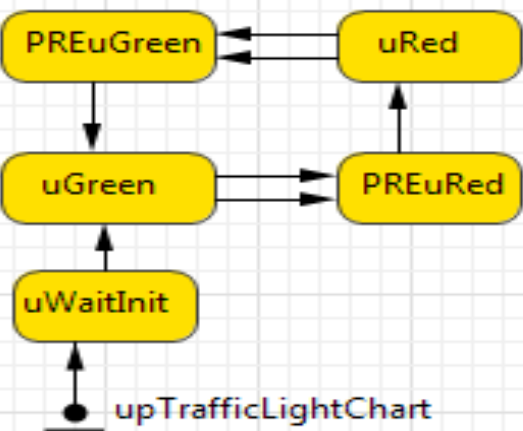 PREuGreen
uRed
uGreen
PREuRed
uWaitInit
upTrafficLightChart